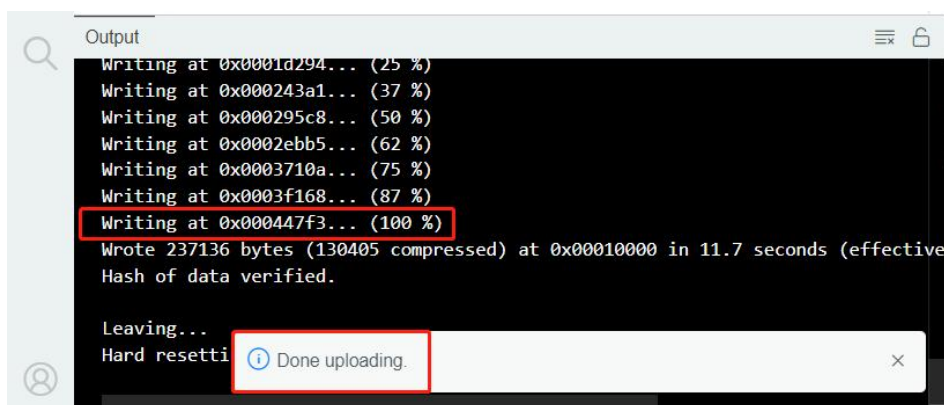 Output
Writing at 0x0001d294... (25 %)
Writing at 0x000243a1... (37 %)
Writing at 0x000295c8... (50 %)
Writing at 0x0002ebb5... (62 %)
Writing at 0x0003710a... (75 %)
Writing at 0x0003f168... (87 %)
Writing at 0x000447f3... (100 %)
Wrote 237136 bytes (130405 compressed) at 0x00010000 in 11.7 seconds (effective
Hash of data verified.
Leaving...
Hard resetti
Done uploading.